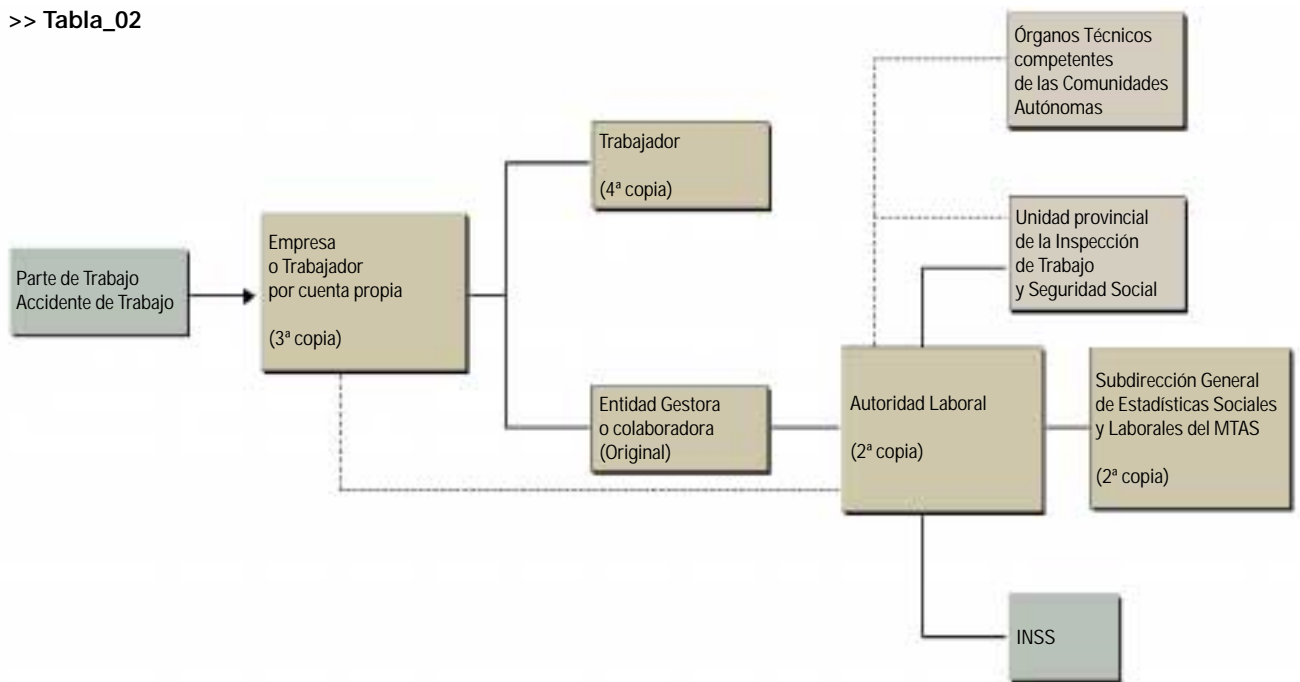 >> Tabla_02
Parte de Trabajo
Accidente de Trabajo
Empresa
o Trabajador
por cuenta propia
(3ª copia)
Trabajador
(4ª copia)
Entidad Gestora
o colaboradora
(Original)
Autoridad Laboral
(2ª copia)
Órganos Técnicos
competentes
de las Comunidades
Autónomas
Unidad provincial
de la Inspección
de Trabajo
y Seguridad Social
Subdirección General
de Estadísticas Sociales
y Laborales del MTAS
(2ª copia)
INSS